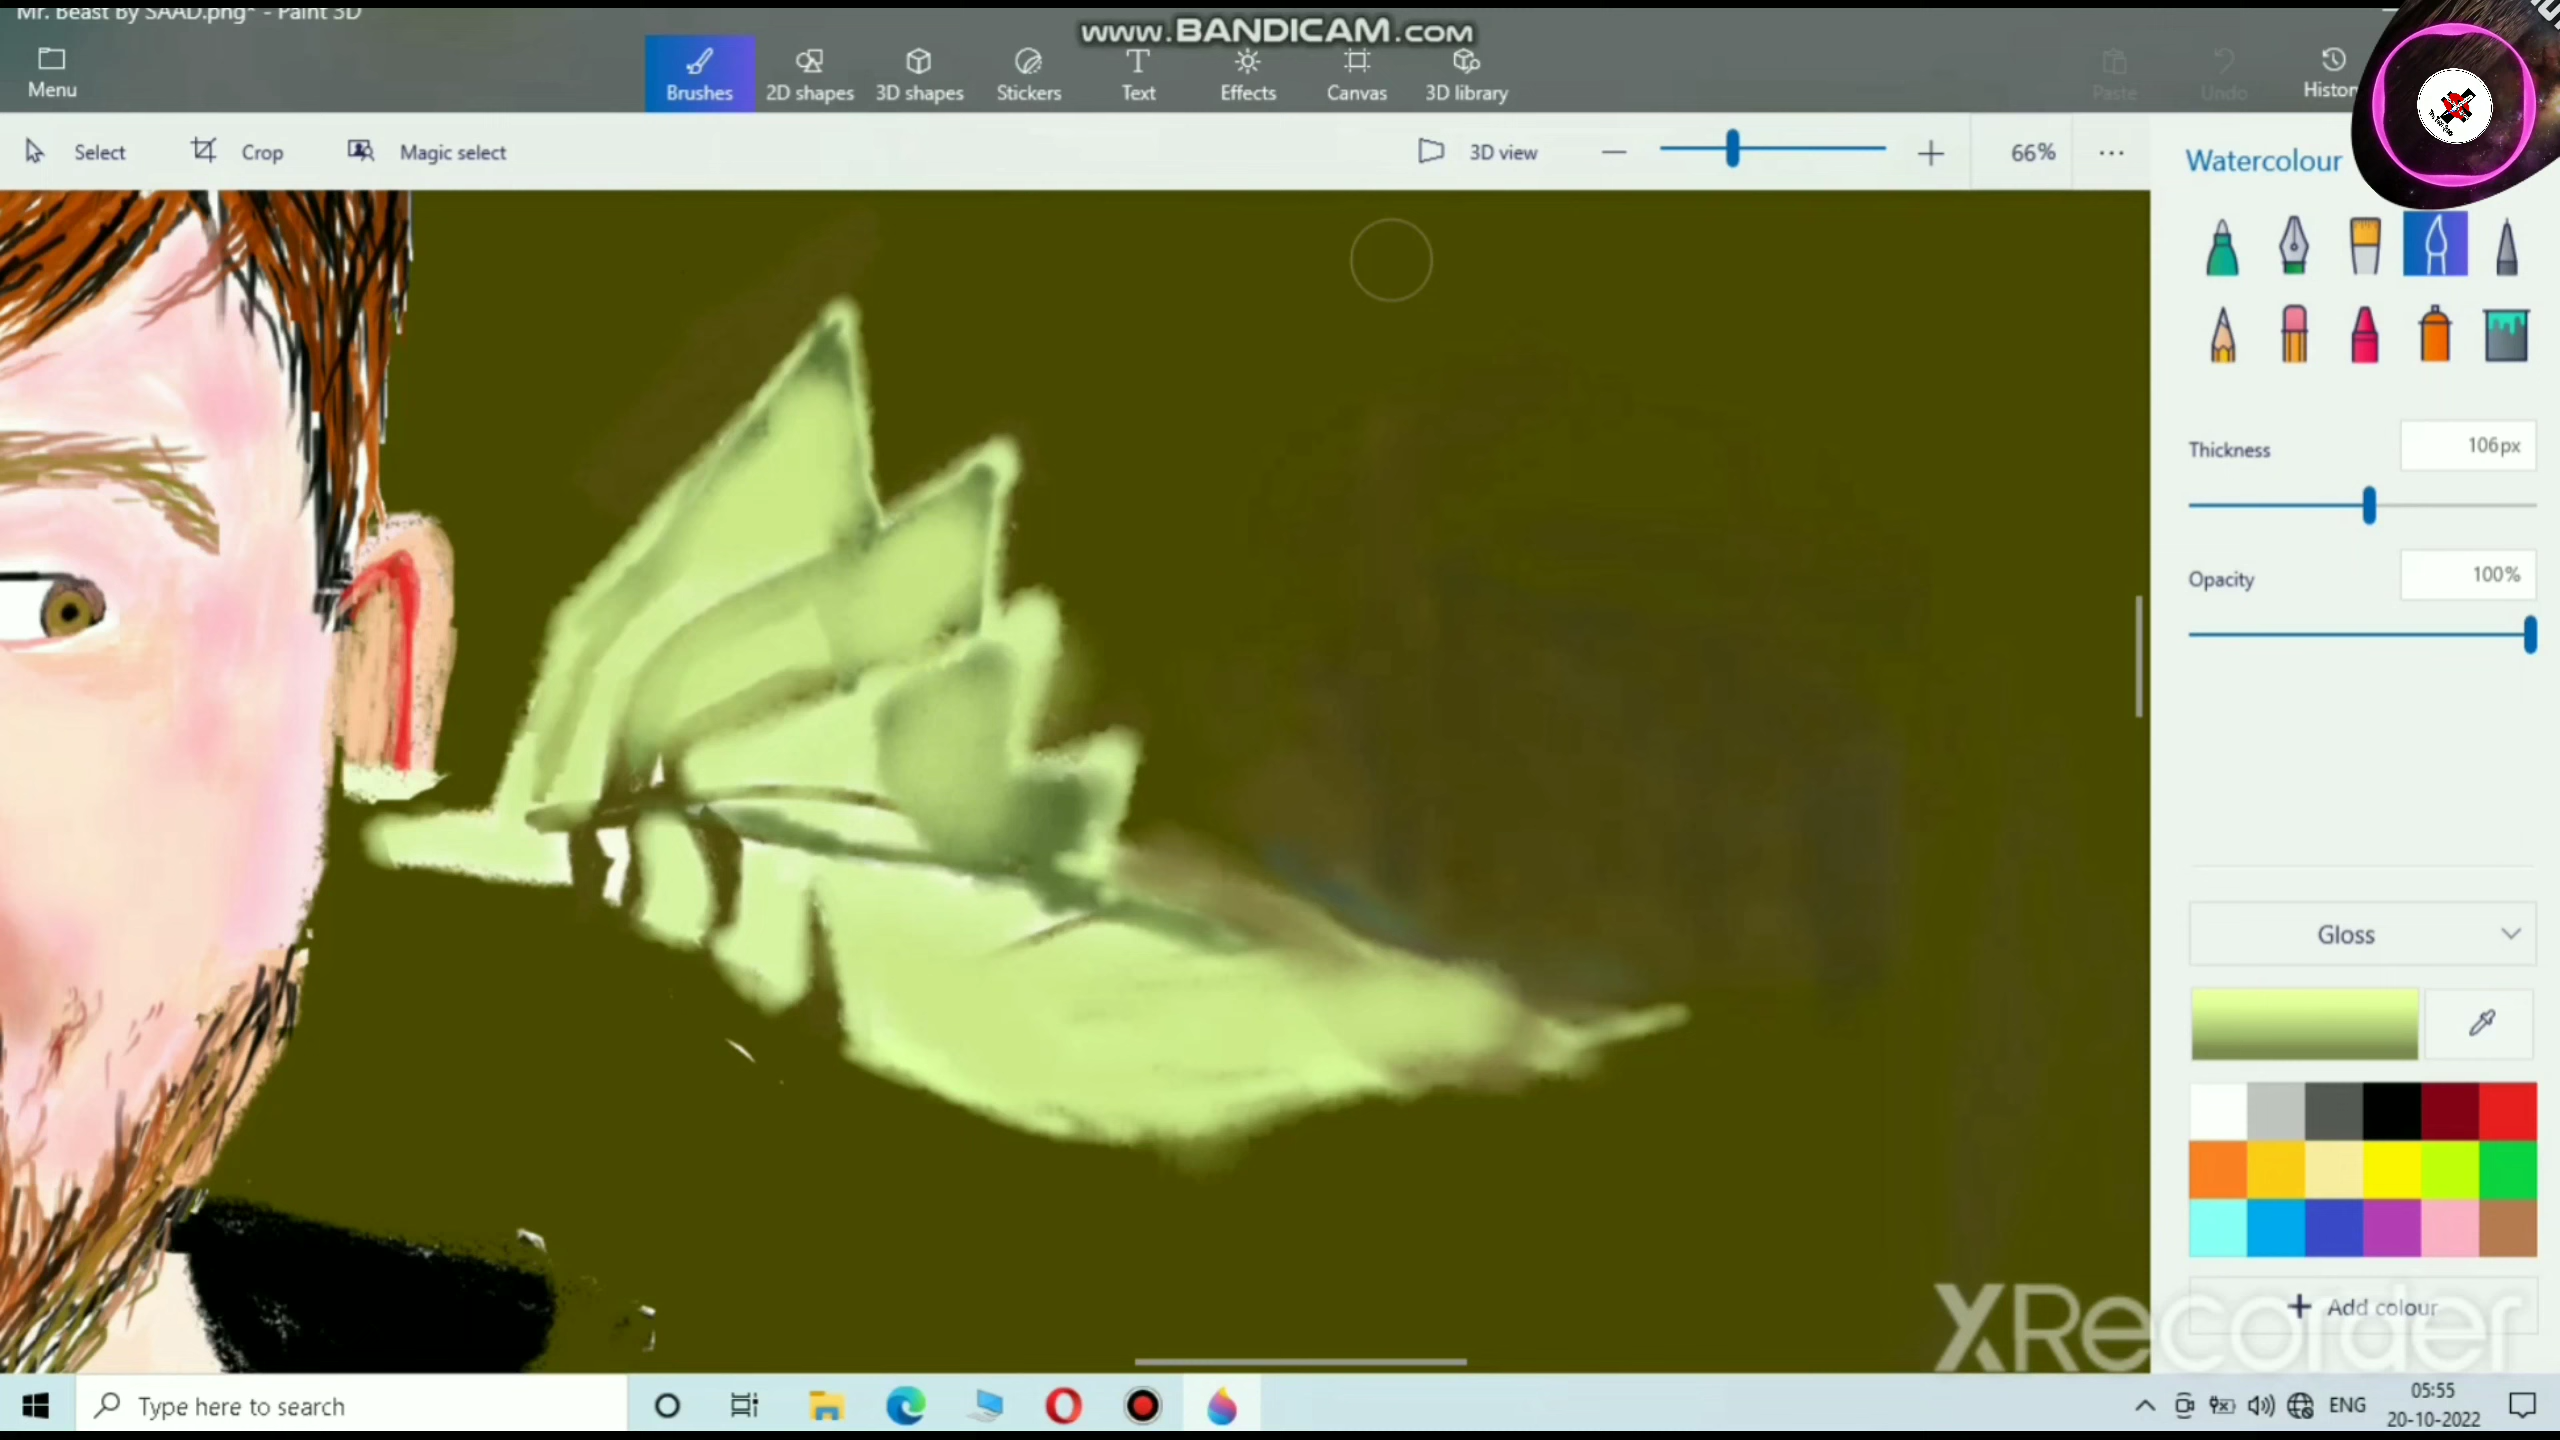 Mr. Beast By SAAD.png* - Paint 3D
www.BANDICAM.com
Menu
Brushes
2D shapes
3D shapes
Stickers
Text
Effects
Canvas
3D library
Paste
Undo
Histor
Select
Crop
Magic select
3D view
66%
Watercolour
Thickness
106px
Opacity
100%
Gloss
Add colour
XRecorder
Type here to search
ENG
05:55
20-10-2022